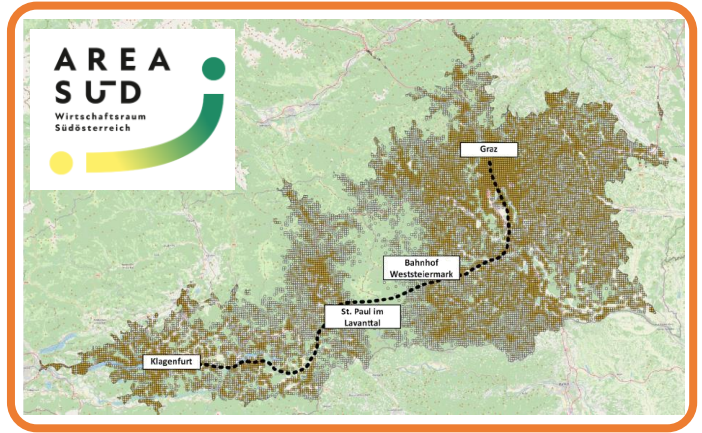 AREA
SÜD
Wirtschaftsraum
Südösterreich
Graz
Bahnhof
Weststeiermark
St. Paul im
Lavanttal
Klagenfurt